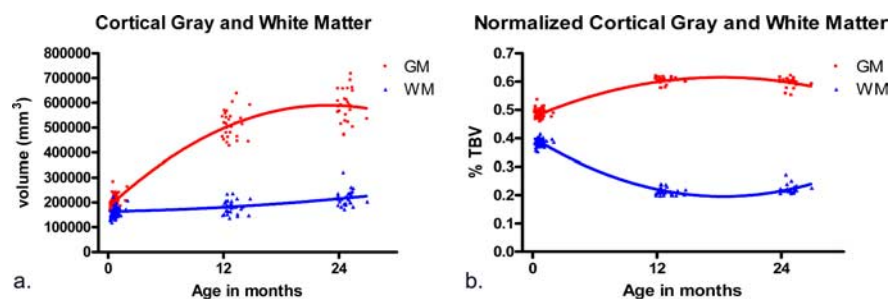 Cortical Gray and White Matter
800000
700000
600000
500000
400000
300000
200000
100000
0
volume (mm³)
0
12
24
Age in months
GM
WM
a.
Normalized Cortical Gray and White Matter
0.7
0.6
0.5
0.4
0.3
0.2
0.1
0.0
% TBV
0
12
24
Age in months
GM
WM
b.